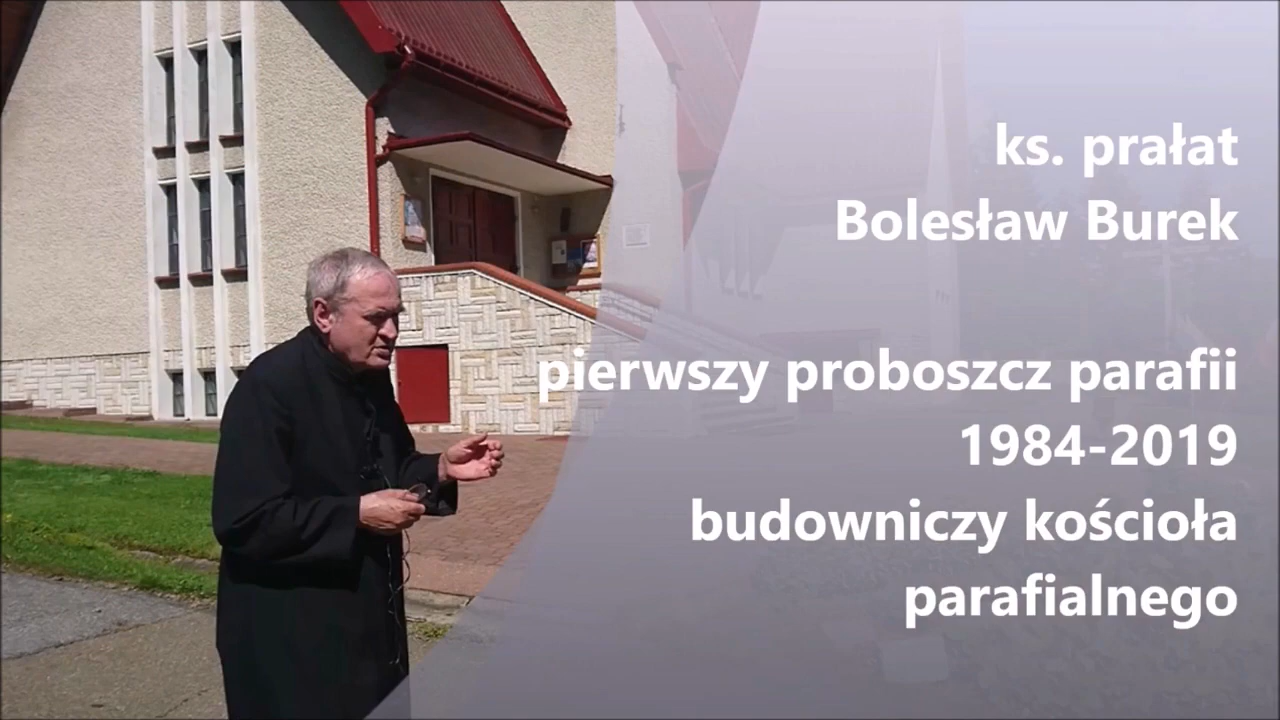 ks. prałat
Bolesław Burek
pierwszy proboszcz parafii
1984-2019
budowniczy kościoła
parafialnego